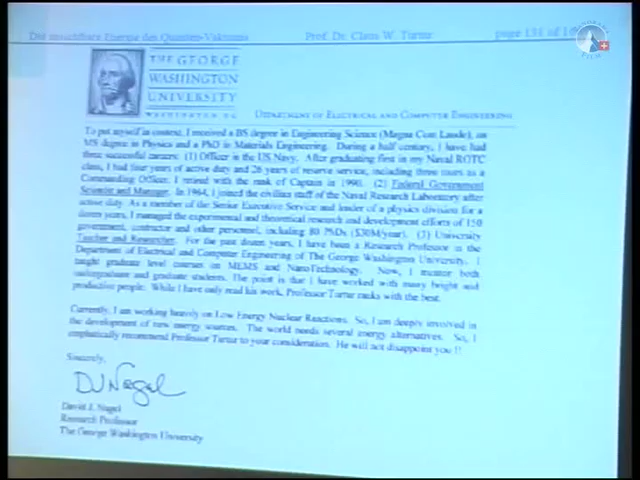 Die unsichtbare Energie des Quanten-Vakuums Prof. Dr. Claus W. Turtur page 131 of
PANORAMA
FILM
THE GEORGE
WASHINGTON
UNIVERSITY
WASHINGTON DC
DEPARTMENT OF ELECTRICAL AND COMPUTER ENGINEERING
To put myself in context, I received a BS degree in Engineering Science (Magna Cum Laude), an
MS degree in Physics and a PhD in Materials Engineering. During a half century, I have had
three successful careers: (1) Officer in the US Navy. After graduating first in my Naval ROTC
class, I had four years of active duty and 26 years of reserve service, including three tours as a
Commanding Officer. I retired with the rank of Captain in 1990. (2) Federal Government
Scientist and Manager. In 1964, I joined the civilian staff of the Naval Research Laboratory after
active duty. As a member of the Senior Executive Service and leader of a physics division for a
dozen years, I managed the experimental and theoretical research and development efforts of 150
government, contractor and other personnel, including 80 PhDs ($30M/year). (3) University
Teacher and Researcher. For the past dozen years, I have been a Research Professor in the
Department of Electrical and Computer Engineering of The George Washington University. I
taught graduate level courses on MEMS and NanoTechnology. Now, I mentor both
undergraduate and graduate students. The point is that I have worked with many bright and
productive people. While I have only read his work, Professor Turtur ranks with the best.
Currently, I am working heavily on Low Energy Nuclear Reactions. So, I am deeply involved in
the development of new energy sources. The world needs several energy alternatives. So, I
emphatically recommend Professor Turtur to your consideration. He will not disappoint you !!
Sincerely,
DJ Nagel
David J. Nagel
Research Professor
The George Washington University